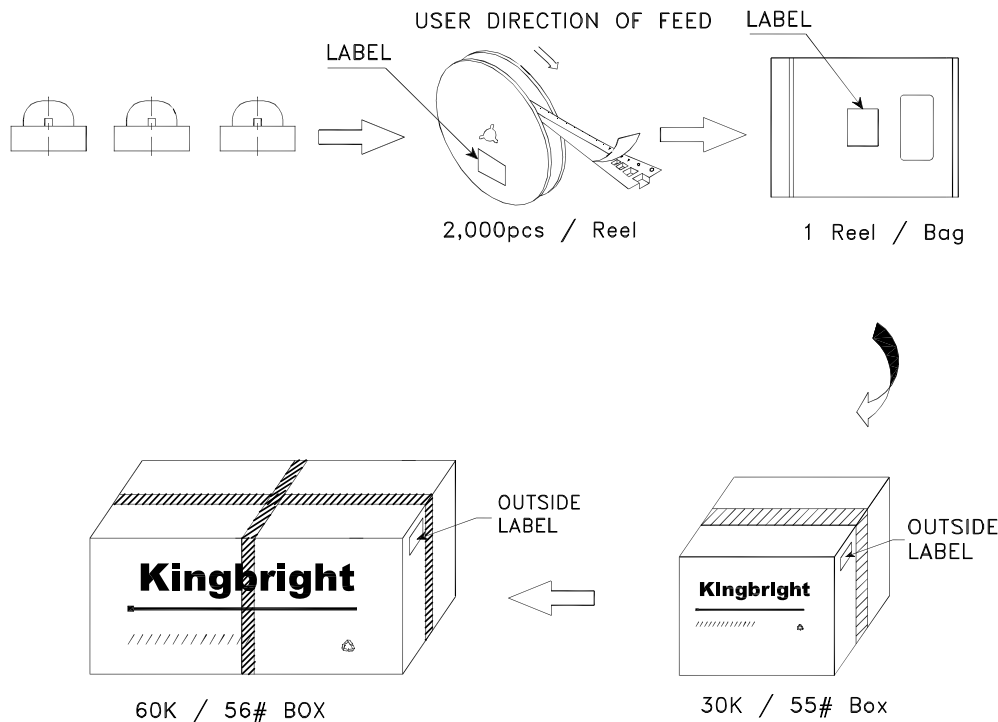 USER DIRECTION OF FEED
LABEL
LABEL
2,000pcs / Reel
1 Reel / Bag
OUTSIDE
LABEL
Kingbright
60K / 56# BOX
OUTSIDE
LABEL
Kingbright
30K / 55# Box